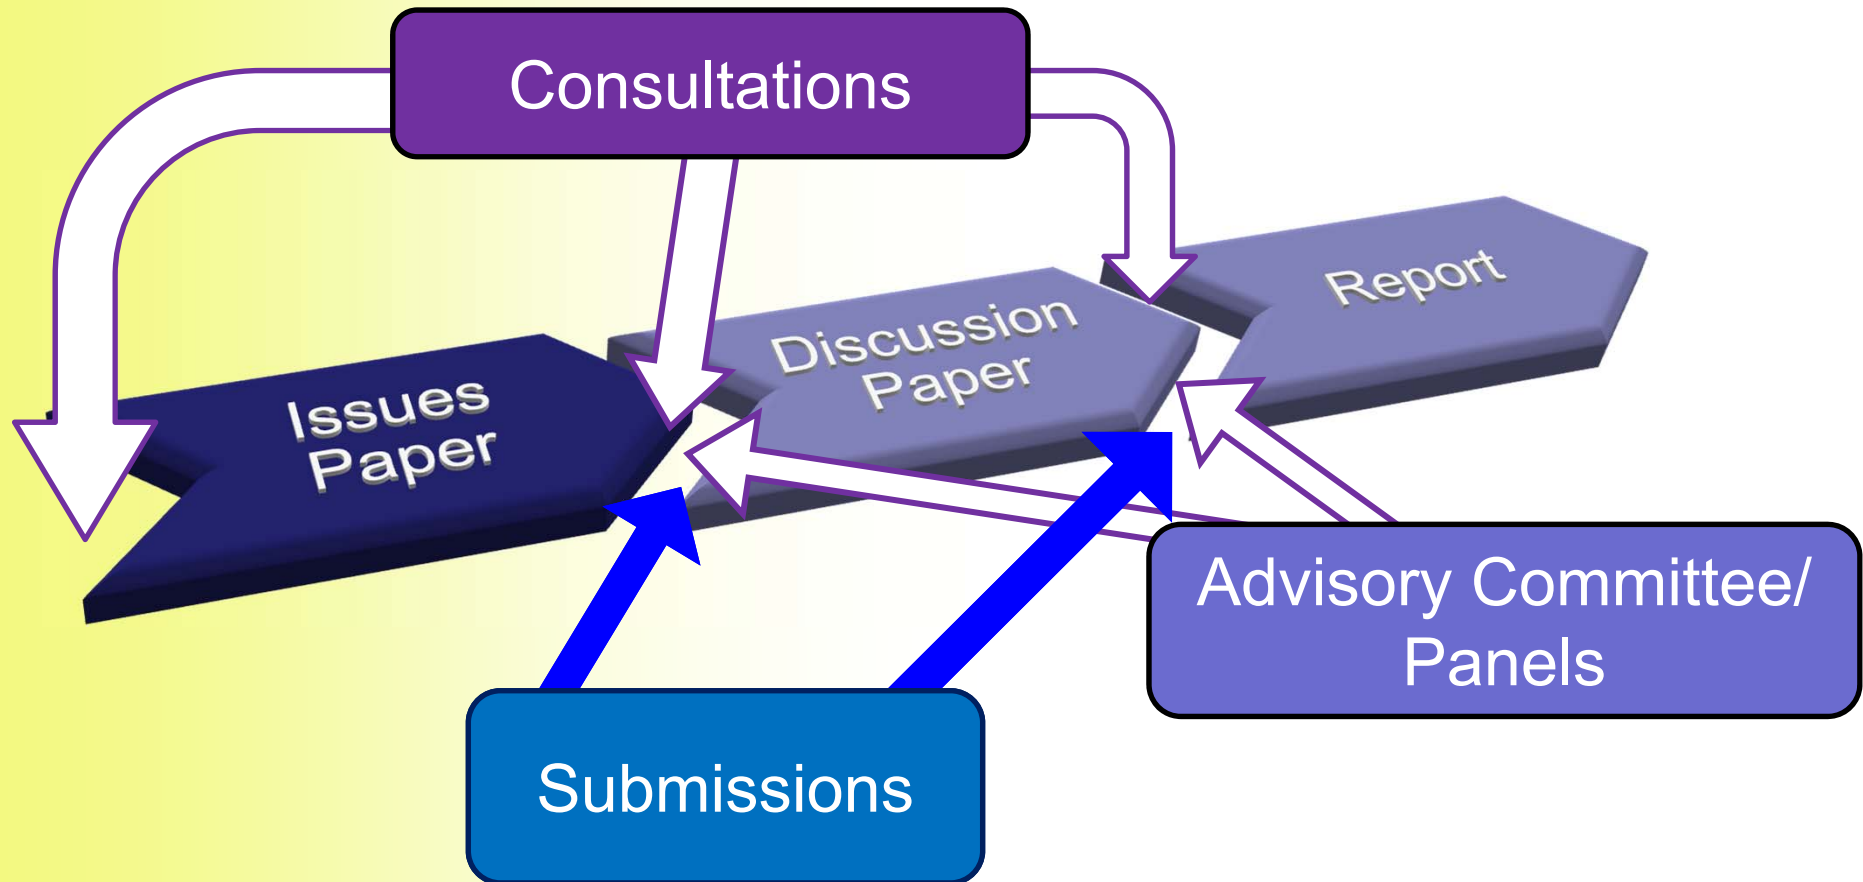 Consultations
Report
Discussion
Paper
Issues
Paper
Advisory Committee/
Panels
Submissions